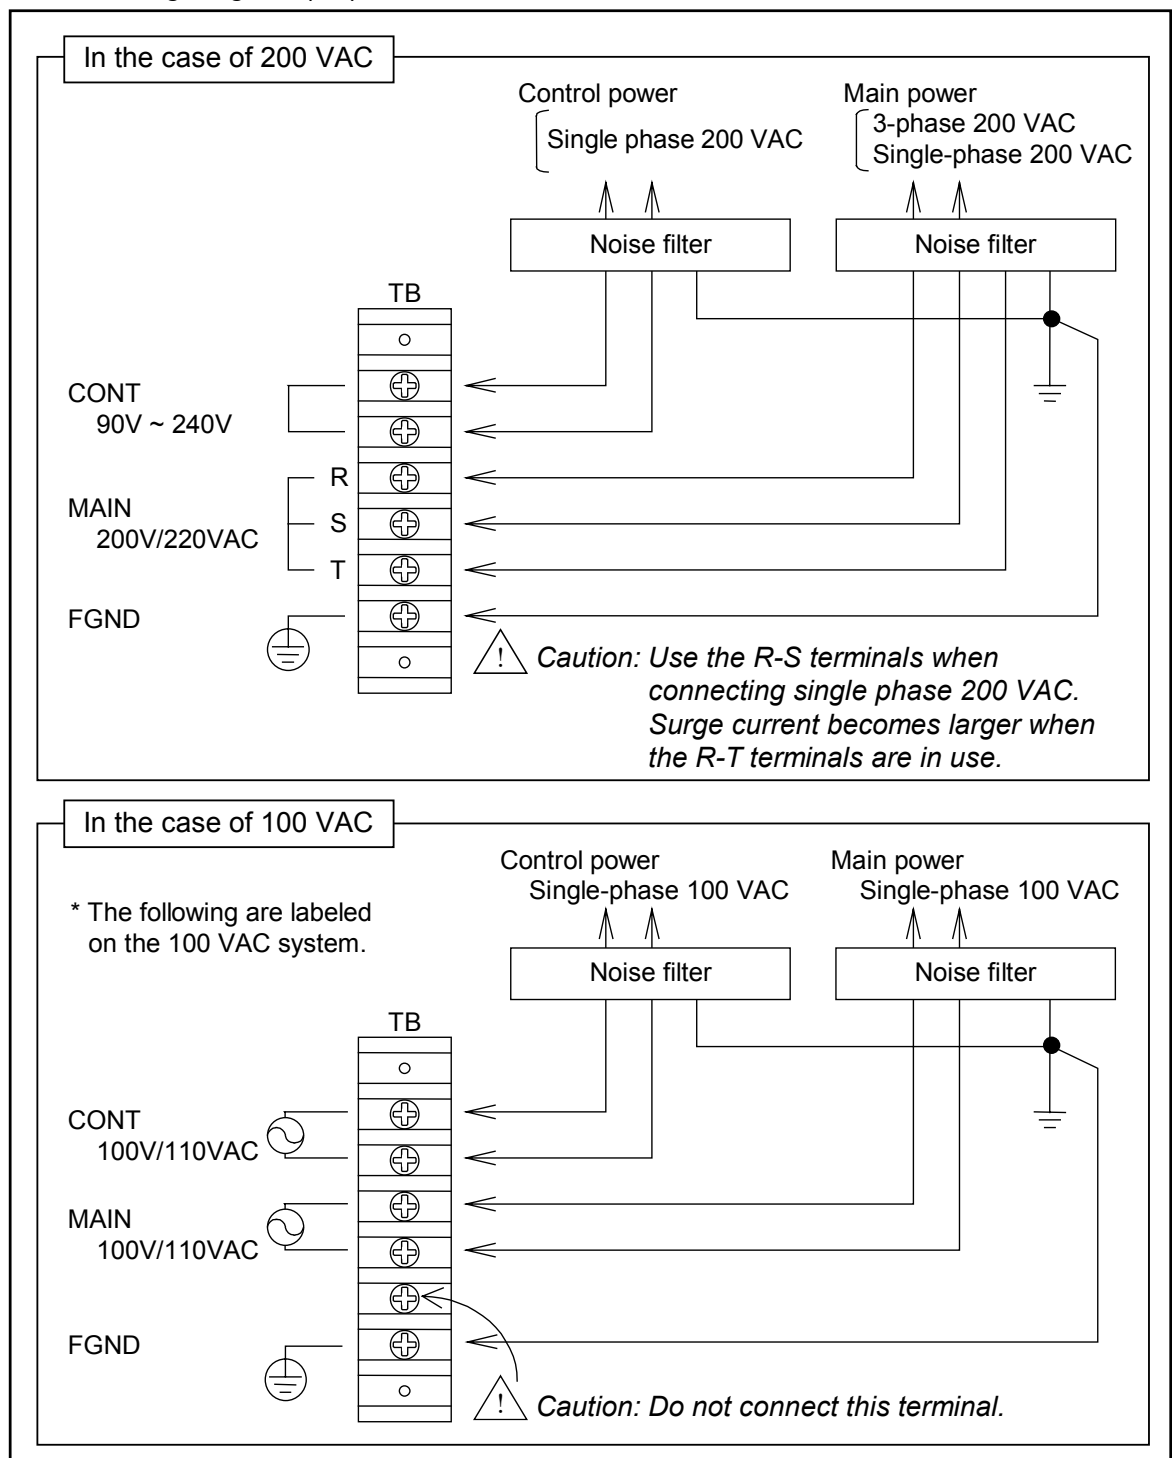 In the case of 200 VAC
Control power
Single phase 200 VAC
Main power
3-phase 200 VAC
Single-phase 200 VAC
Noise filter
Noise filter
TB
CONT
90V ~ 240V
MAIN
200V/220VAC
R
S
T
FGND
! Caution: Use the R-S terminals when
connecting single phase 200 VAC.
Surge current becomes larger when
the R-T terminals are in use.
In the case of 100 VAC
Control power
Single-phase 100 VAC
Main power
Single-phase 100 VAC
* The following are labeled
on the 100 VAC system.
Noise filter
Noise filter
TB
CONT
100V/110VAC
MAIN
100V/110VAC
FGND
! Caution: Do not connect this terminal.